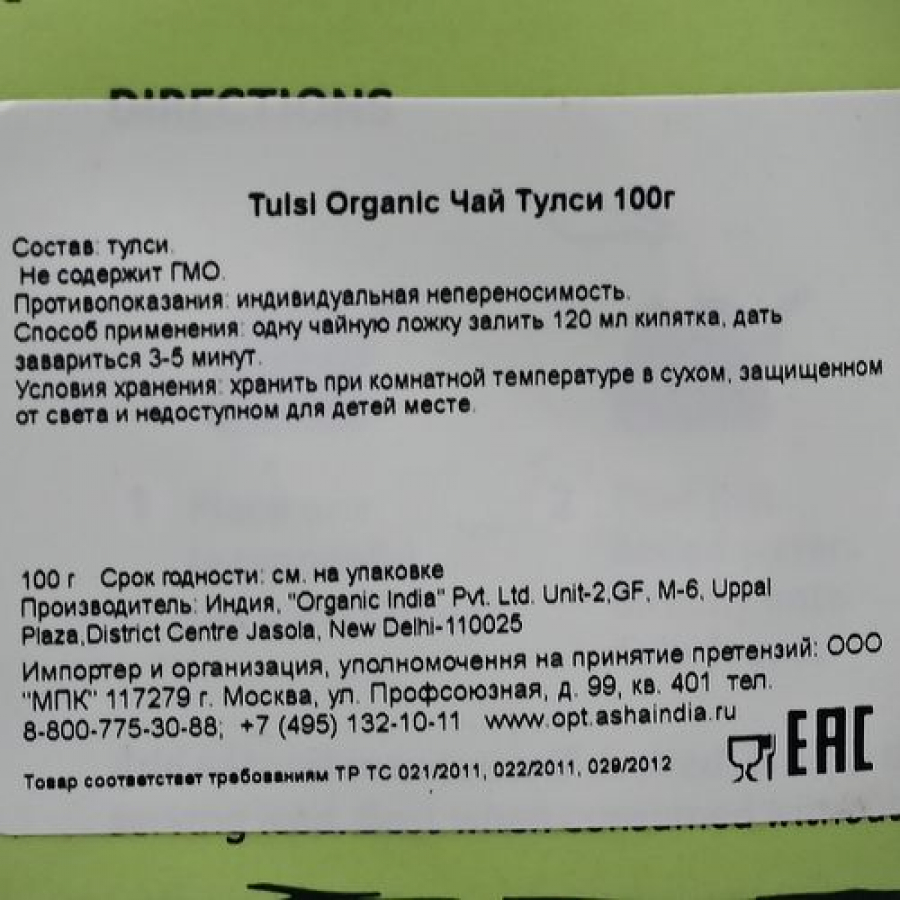 DIRECTIONS
Tulsi Organic Чай Тулси 100г
Состав: тулси.
Не содержит ГМО.
Противопоказания: индивидуальная непереносимость.
Способ применения: одну чайную ложку залить 120 мл кипятка, дать
завариться 3-5 минут.
Условия хранения: хранить при комнатной температуре в сухом, защищенном
от света и недоступном для детей месте.
100 г Срок годности: см. на упаковке
Производитель: Индия, "Organic India" Pvt. Ltd. Unit-2,GF, M-6, Uppal
Plaza,District Centre Jasola, New Delhi-110025
Импортер и организация, уполномочення на принятие претензий: ООО
"МПК" 117279 г. Москва, ул. Профсоюзная, д. 99, кв. 401 тел.
8-800-775-30-88; +7 (495) 132-10-11 www.opt.ashaindia.ru
Товар соответствует требованиям ТР ТС 021/2011, 022/2011, 029/2012
EAC